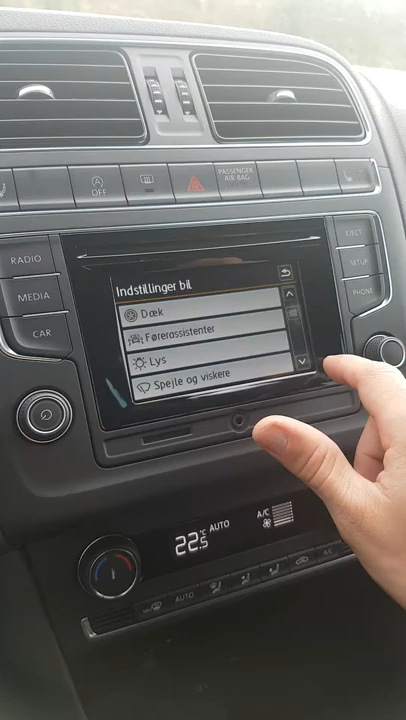 OFF
PASSENGER
AIR BAG
RADIO
MEDIA
CAR
EJECT
SETUP
PHONE
Indstillinger bil
Dæk
Førerassistenter
Lys
Spejle og viskere
22.5 °C AUTO
A/C
AUTO
A/C